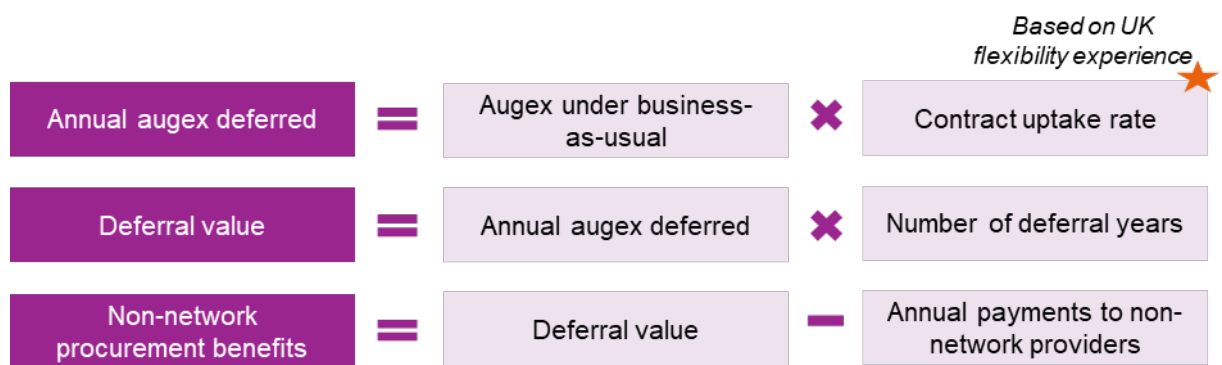 Based on UK
flexibility experience
Annual augex deferred = Augex under business-
as-usual × Contract uptake rate
Deferral value = Annual augex deferred × Number of deferral years
Non-network
procurement benefits = Deferral value − Annual payments to non-
network providers